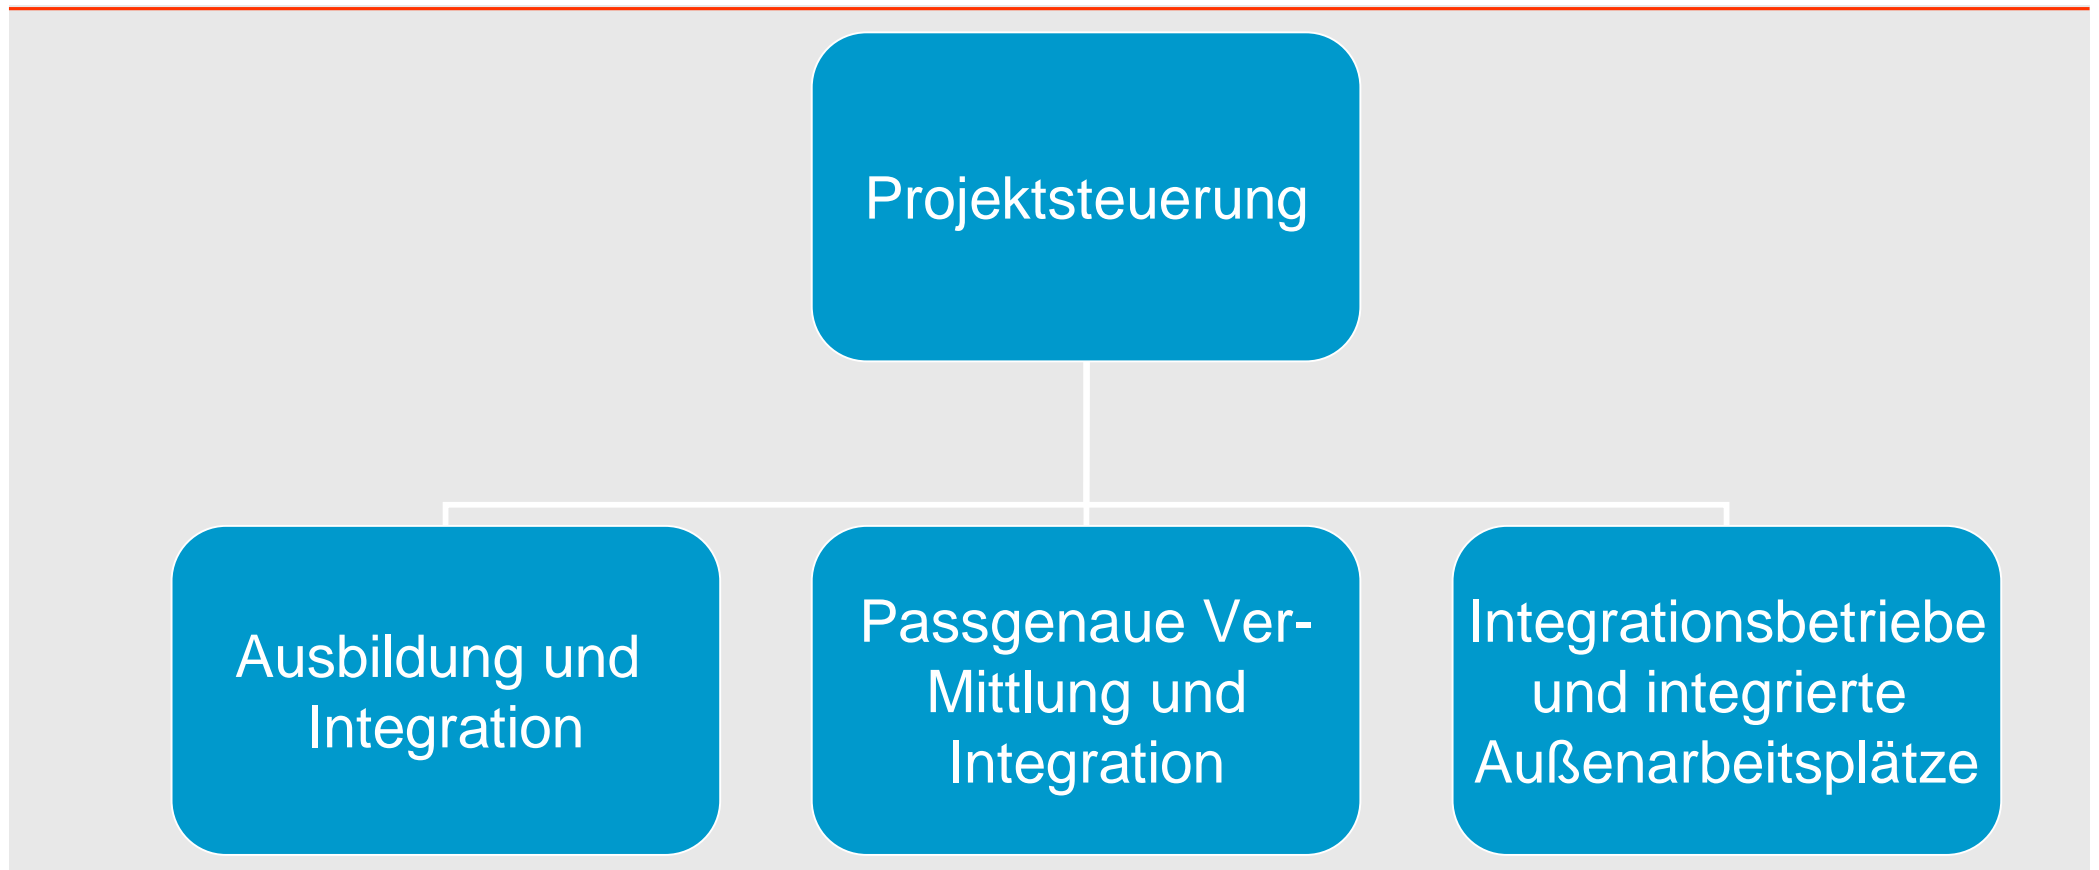 Projektsteuerung
Ausbildung und
Integration
Passgenaue Ver-
Mittlung und
Integration
Integrationsbetriebe
und integrierte
Außenarbeitsplätze